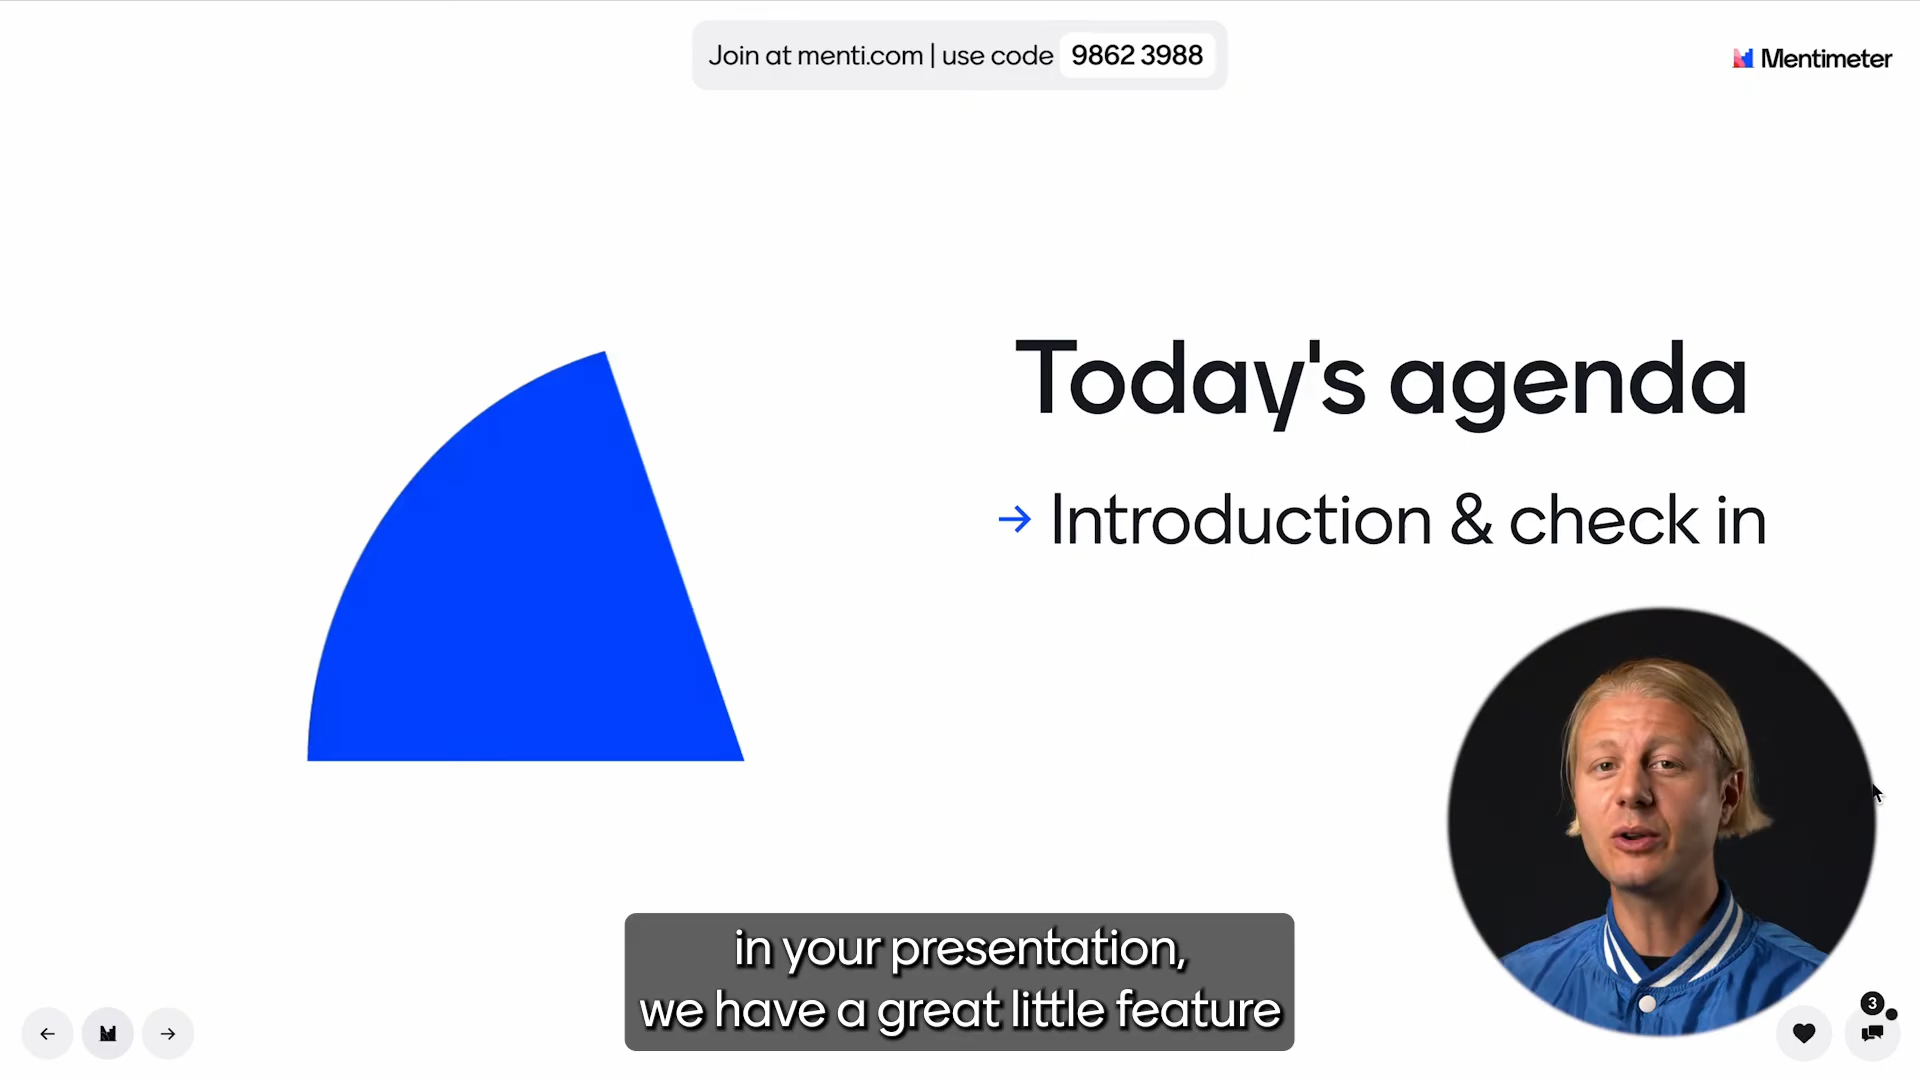 Join at menti.com | use code 9862 3988
Mentimeter
Today's agenda
→ Introduction & check in
in your presentation,
we have a great little feature
3